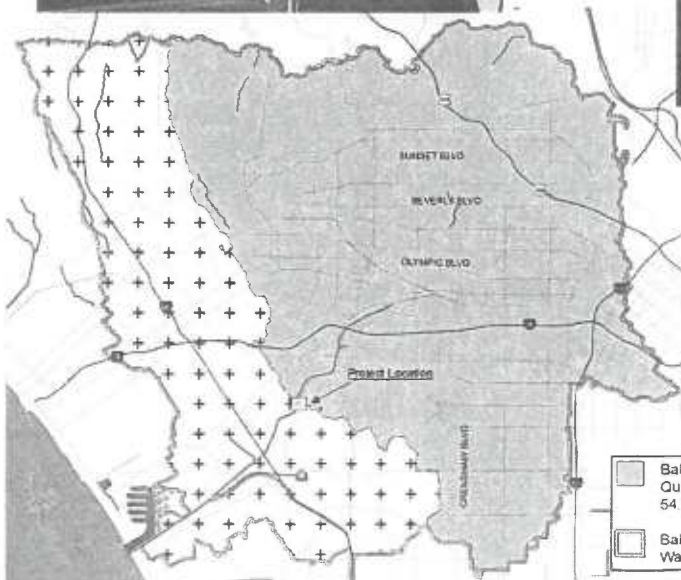 SUNSET BLVD
BEVERLY BLVD
OLYMPIC BLVD
Project Location
CRENSHAW BLVD
Bal
Qu
54.
Bal
Wa